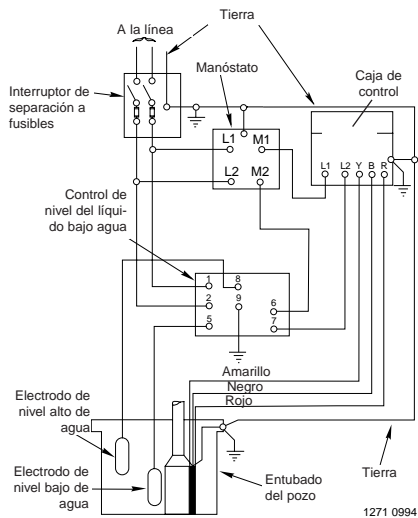 A la línea
Tierra
Interruptor de
separación a
fusibles
Manóstato
Caja de
control
L1 M1
L2 M2
L1 L2 Y B R
Control de
nivel del líqui-
do bajo agua
1 8
2 9 6
5 7
Amarillo
Negro
Rojo
Electrodo de
nivel alto de
agua
Electrodo de
nivel bajo de
agua
Entubado
del pozo
Tierra
1271 0994